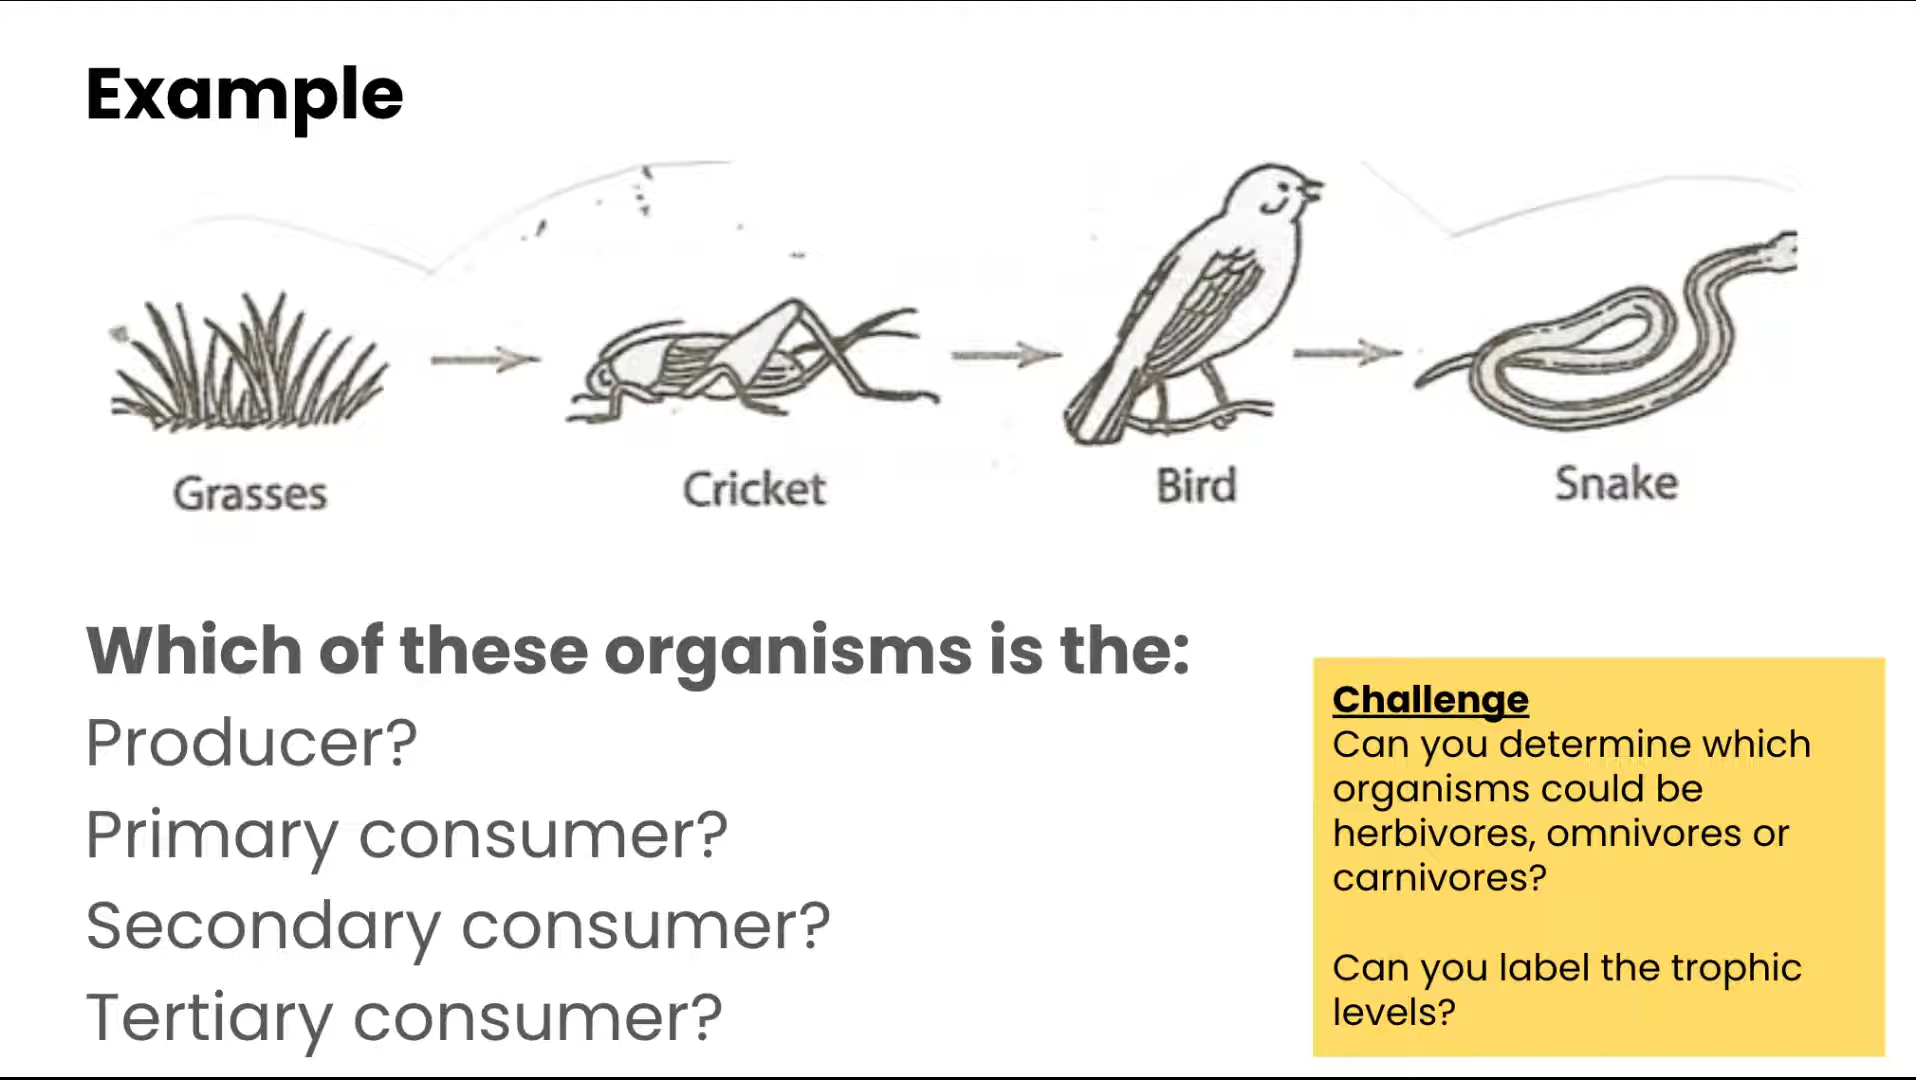 Example
Grasses
Cricket
Bird
Snake
Which of these organisms is the:
Producer?
Primary consumer?
Secondary consumer?
Tertiary consumer?
Challenge
Can you determine which
organisms could be
herbivores, omnivores or
carnivores?
Can you label the trophic
levels?